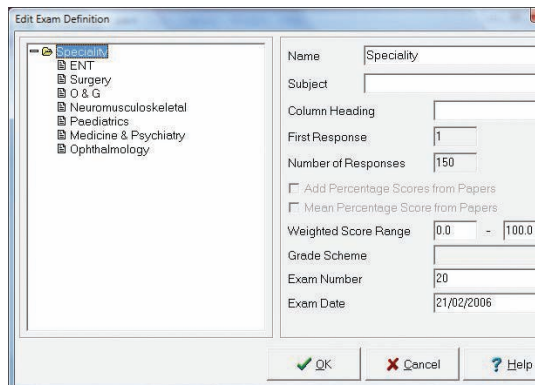 Edit Exam Definition
Speciality
ENT
Surgery
O & G
Neuromusculoskeletal
Paediatrics
Medicine & Psychiatry
Ophthalmology
Name Speciality
Subject
Column Heading
First Response 1
Number of Responses 150
Add Percentage Scores from Papers
Mean Percentage Score from Papers
Weighted Score Range 0.0 - 100.0
Grade Scheme
Exam Number 20
Exam Date 21/02/2006
OK Cancel ? Help